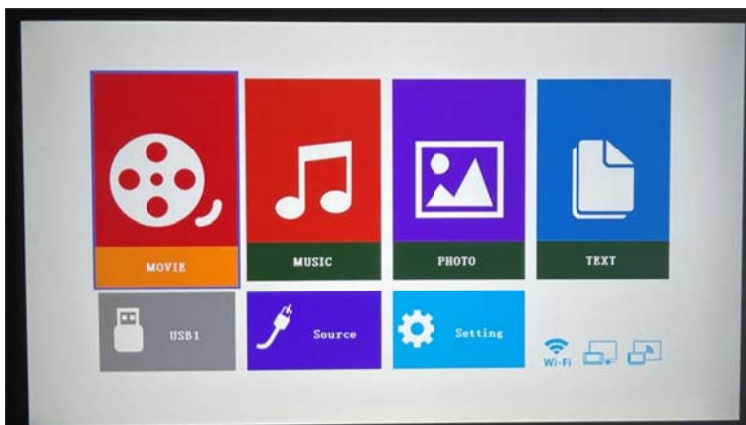 MOVIE
MUSIC
PHOTO
TEXT
USB1
Source
Setting
Wi-Fi